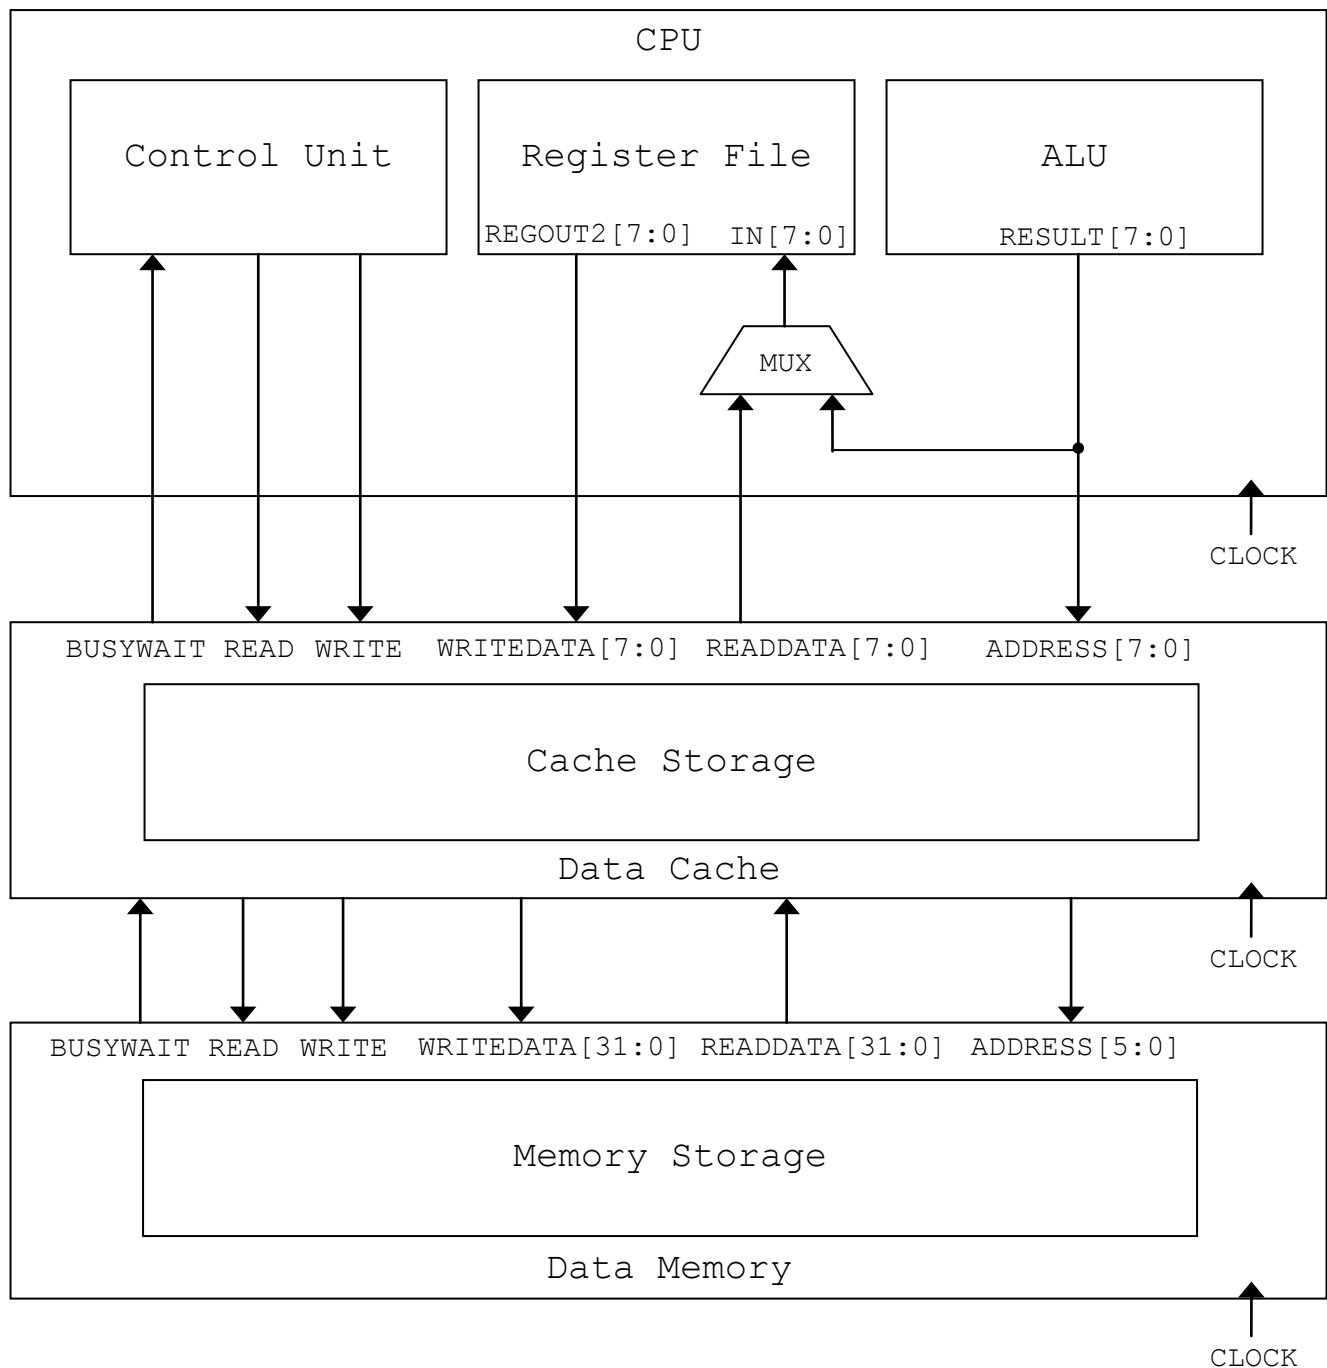 CPU
Control Unit
Register File
ALU
REGOUT2[7:0] IN[7:0]
RESULT[7:0]
MUX
CLOCK
BUSYWAIT READ WRITE WRITEDATA[7:0] READDATA[7:0] ADDRESS[7:0]
Cache Storage
Data Cache
CLOCK
BUSYWAIT READ WRITE WRITEDATA[31:0] READDATA[31:0] ADDRESS[5:0]
Memory Storage
Data Memory
CLOCK